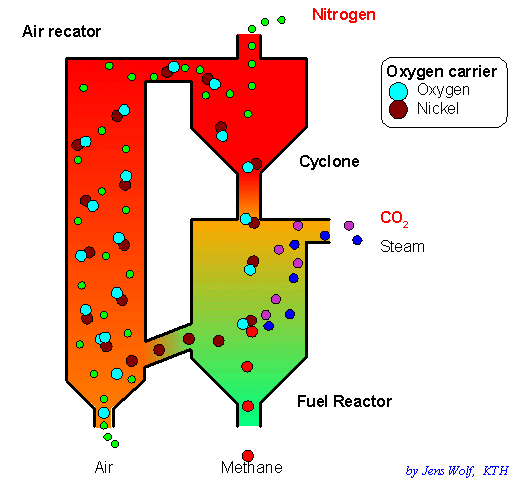 Nitrogen
Air recator
Oxygen carrier
Oxygen
Nickel
Cyclone
CO2
Steam
Fuel Reactor
Air
Methane
by Jens Wolf, KTH